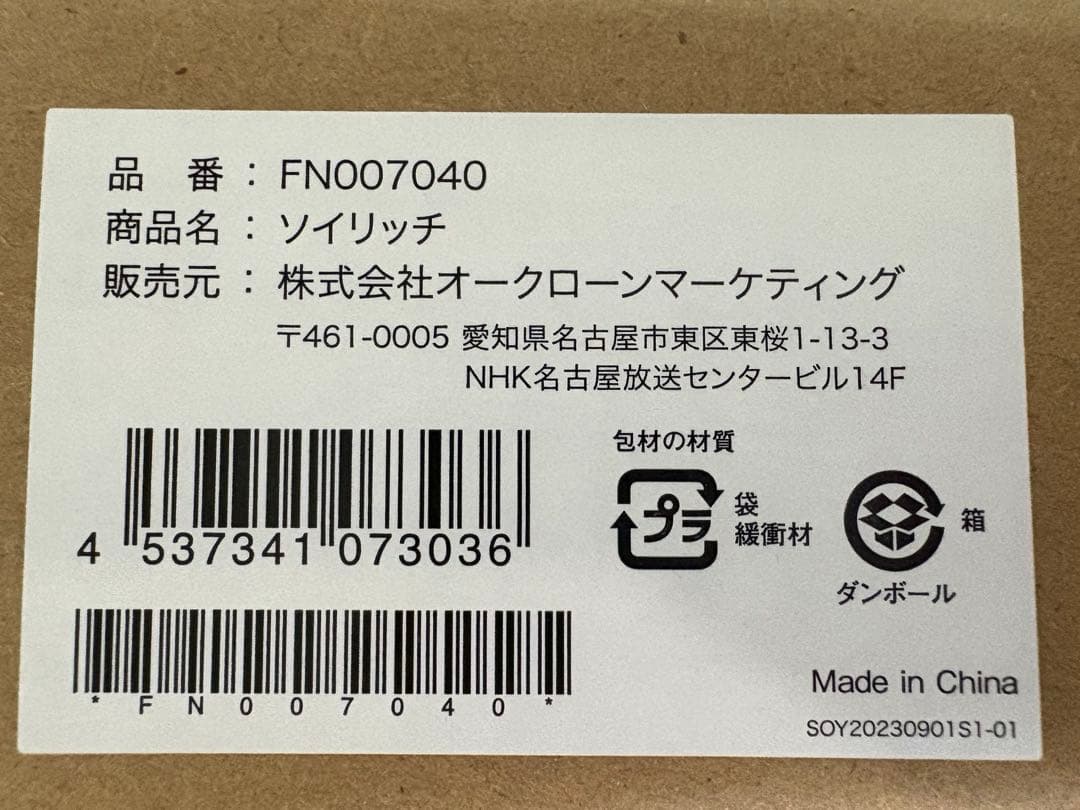 品 番 : FN007040
商品名 : ソイリッチ
販売元 : 株式会社オークローンマーケティング
〒461-0005 愛知県名古屋市東区東桜1-13-3
NHK名古屋放送センタービル14F
包材の材質
プラ 袋
緩衝材
箱
ダンボール
4 537341 073036
*FN007040*
Made in China
SOY20230901S1-01